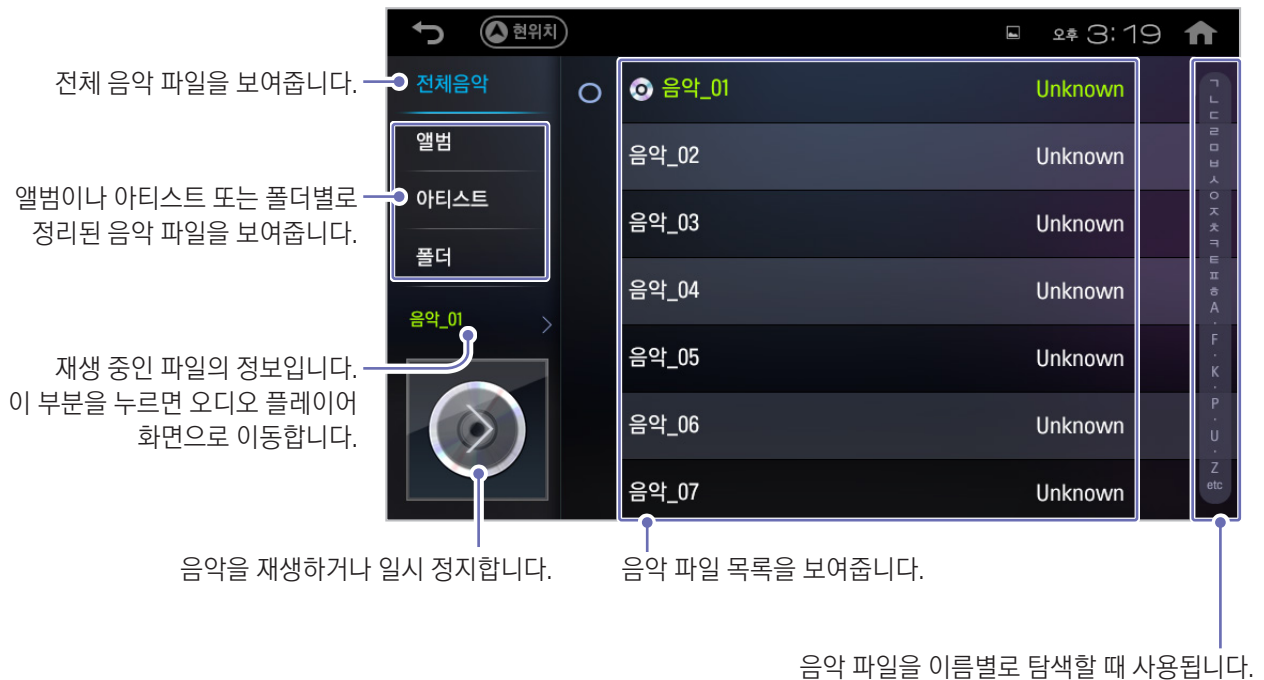 현위치
오후 3:19
전체 음악 파일을 보여줍니다.
전체음악
앨범
아티스트
폴더
앨범이나 아티스트 또는 폴더별로
정리된 음악 파일을 보여줍니다.
음악_01
재생 중인 파일의 정보입니다.
이 부분을 누르면 오디오 플레이어
화면으로 이동합니다.
음악_01 Unknown
음악_02 Unknown
음악_03 Unknown
음악_04 Unknown
음악_05 Unknown
음악_06 Unknown
음악_07 Unknown
ㄱ
ㄴ
ㄷ
ㄹ
ㅁ
ㅂ
ㅅ
ㅇ
ㅈ
ㅊ
ㅋ
ㅌ
ㅍ
ㅎ
A
·
F
·
K
·
P
·
U
·
Z
etc
음악을 재생하거나 일시 정지합니다.
음악 파일 목록을 보여줍니다.
음악 파일을 이름별로 탐색할 때 사용됩니다.